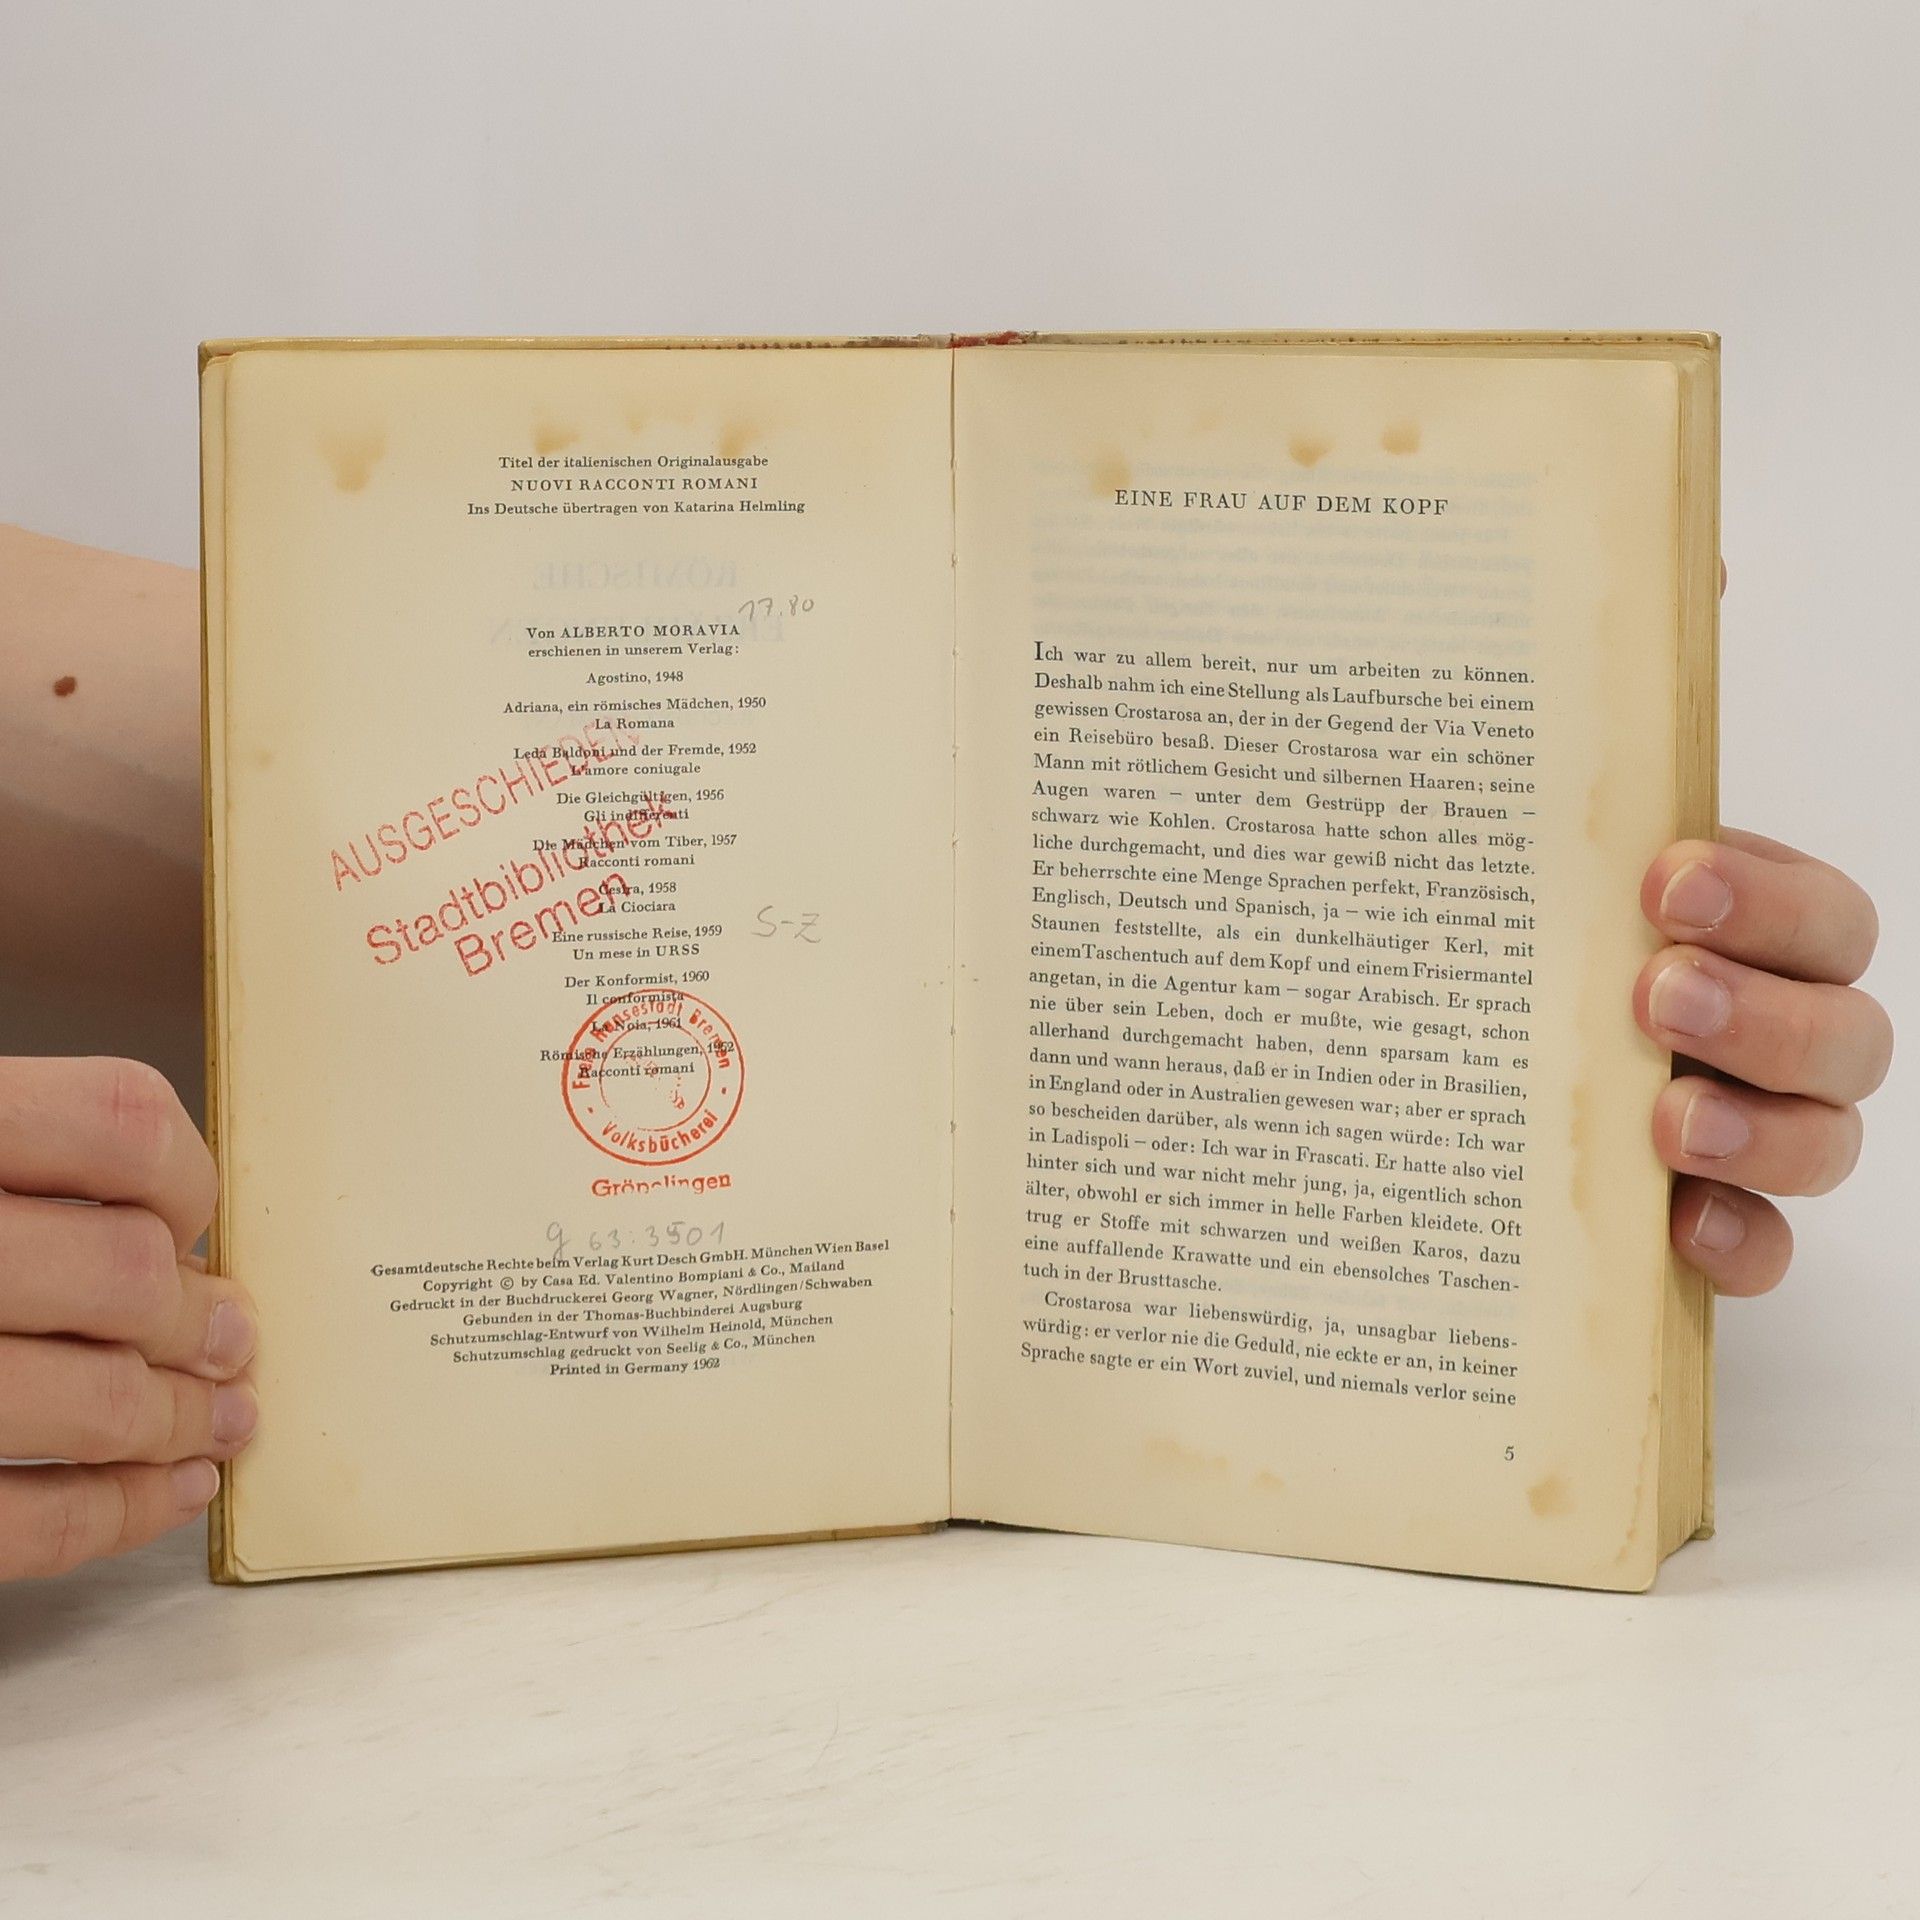 Titel der italienischen Originalausgabe
NUOVI RACCONTI ROMANI
Ins Deutsche übertragen von Katarina Helmling
17.80
Von ALBERTO MORAVIA
erschienen in unserem Verlag:
Agostino, 1948
Adriana, ein römisches Mädchen, 1950
La Romana
Leda Baldoni und der Fremde, 1952
L'amore coniugale
Die Gleichgültigen, 1956
Gli indifferenti
Die Mädchen vom Tiber, 1957
Racconti romani
Cesira, 1958
La Ciociara
Eine russische Reise, 1959
Un mese in URSS
Der Konformist, 1960
Il conformista
La Noia, 1961
Römische Erzählungen, 1962
Racconti romani
AUSGESCHIEDEN
Stadtbibliothek
Bremen
S-Z
Freie Hansestadt Bremen
Volksbücherei
Gröpelingen
g 63:3501
Gesamtdeutsche Rechte beim Verlag Kurt Desch GmbH. München Wien Basel
Copyright © by Casa Ed. Valentino Bompiani & Co., Mailand
Gedruckt in der Buchdruckerei Georg Wagner, Nördlingen/Schwaben
Gebunden in der Thomas-Buchbinderei Augsburg
Schutzumschlag-Entwurf von Wilhelm Heinold, München
Schutzumschlag gedruckt von Seelig & Co., München
Printed in Germany 1962
EINE FRAU AUF DEM KOPF
Ich war zu allem bereit, nur um arbeiten zu können.
Deshalb nahm ich eine Stellung als Laufbursche bei einem
gewissen Crostarosa an, der in der Gegend der Via Veneto
ein Reisebüro besaß. Dieser Crostarosa war ein schöner
Mann mit rötlichem Gesicht und silbernen Haaren; seine
Augen waren – unter dem Gestrüpp der Brauen –
schwarz wie Kohlen. Crostarosa hatte schon alles mög-
liche durchgemacht, und dies war gewiß nicht das letzte.
Er beherrschte eine Menge Sprachen perfekt, Französisch,
Englisch, Deutsch und Spanisch, ja – wie ich einmal mit
Staunen feststellte, als ein dunkelhäutiger Kerl, mit
einem Taschentuch auf dem Kopf und einem Frisiermantel
angetan, in die Agentur kam – sogar Arabisch. Er sprach
nie über sein Leben, doch er mußte, wie gesagt, schon
allerhand durchgemacht haben, denn sparsam kam es
dann und wann heraus, daß er in Indien oder in Brasilien,
in England oder in Australien gewesen war; aber er sprach
so bescheiden darüber, als wenn ich sagen würde: Ich war
in Ladispoli – oder: Ich war in Frascati. Er hatte also viel
hinter sich und war nicht mehr jung, ja, eigentlich schon
älter, obwohl er sich immer in helle Farben kleidete. Oft
trug er Stoffe mit schwarzen und weißen Karos, dazu
eine auffallende Krawatte und ein ebensolches Taschen-
tuch in der Brusttasche.
Crostarosa war liebenswürdig, ja, unsagbar liebens-
würdig: er verlor nie die Geduld, nie eckte er an, in keiner
Sprache sagte er ein Wort zuviel, und niemals verlor seine
5